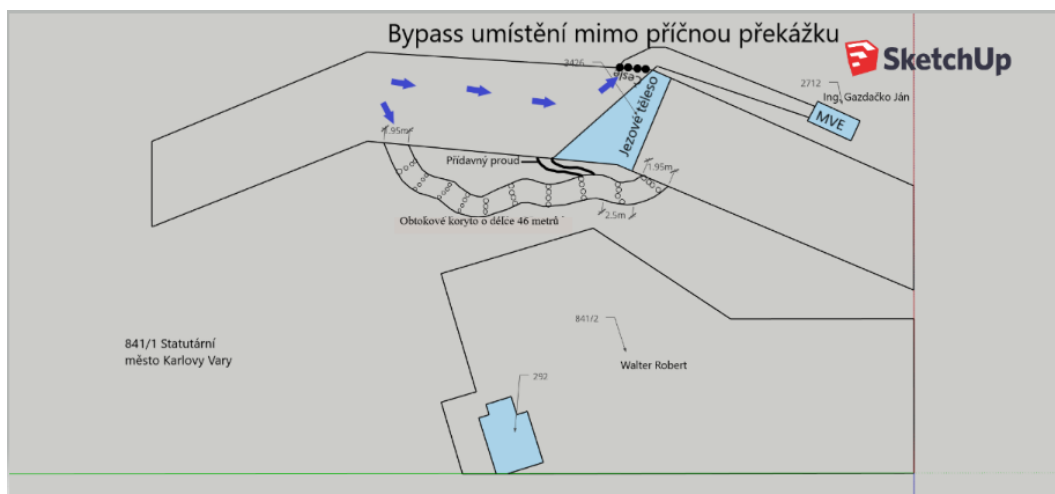 Bypass umístění mimo příčnou překážku
SketchUp
2426
Česle
2712
Ing. Gazdačko Ján
MVE
Jezové těleso
1.95m
Přídavný proud
1.95m
2.5m
Obtokové koryto o délce 46 metrů
841/2
841/1 Statutární
město Karlovy Vary
Walter Robert
292